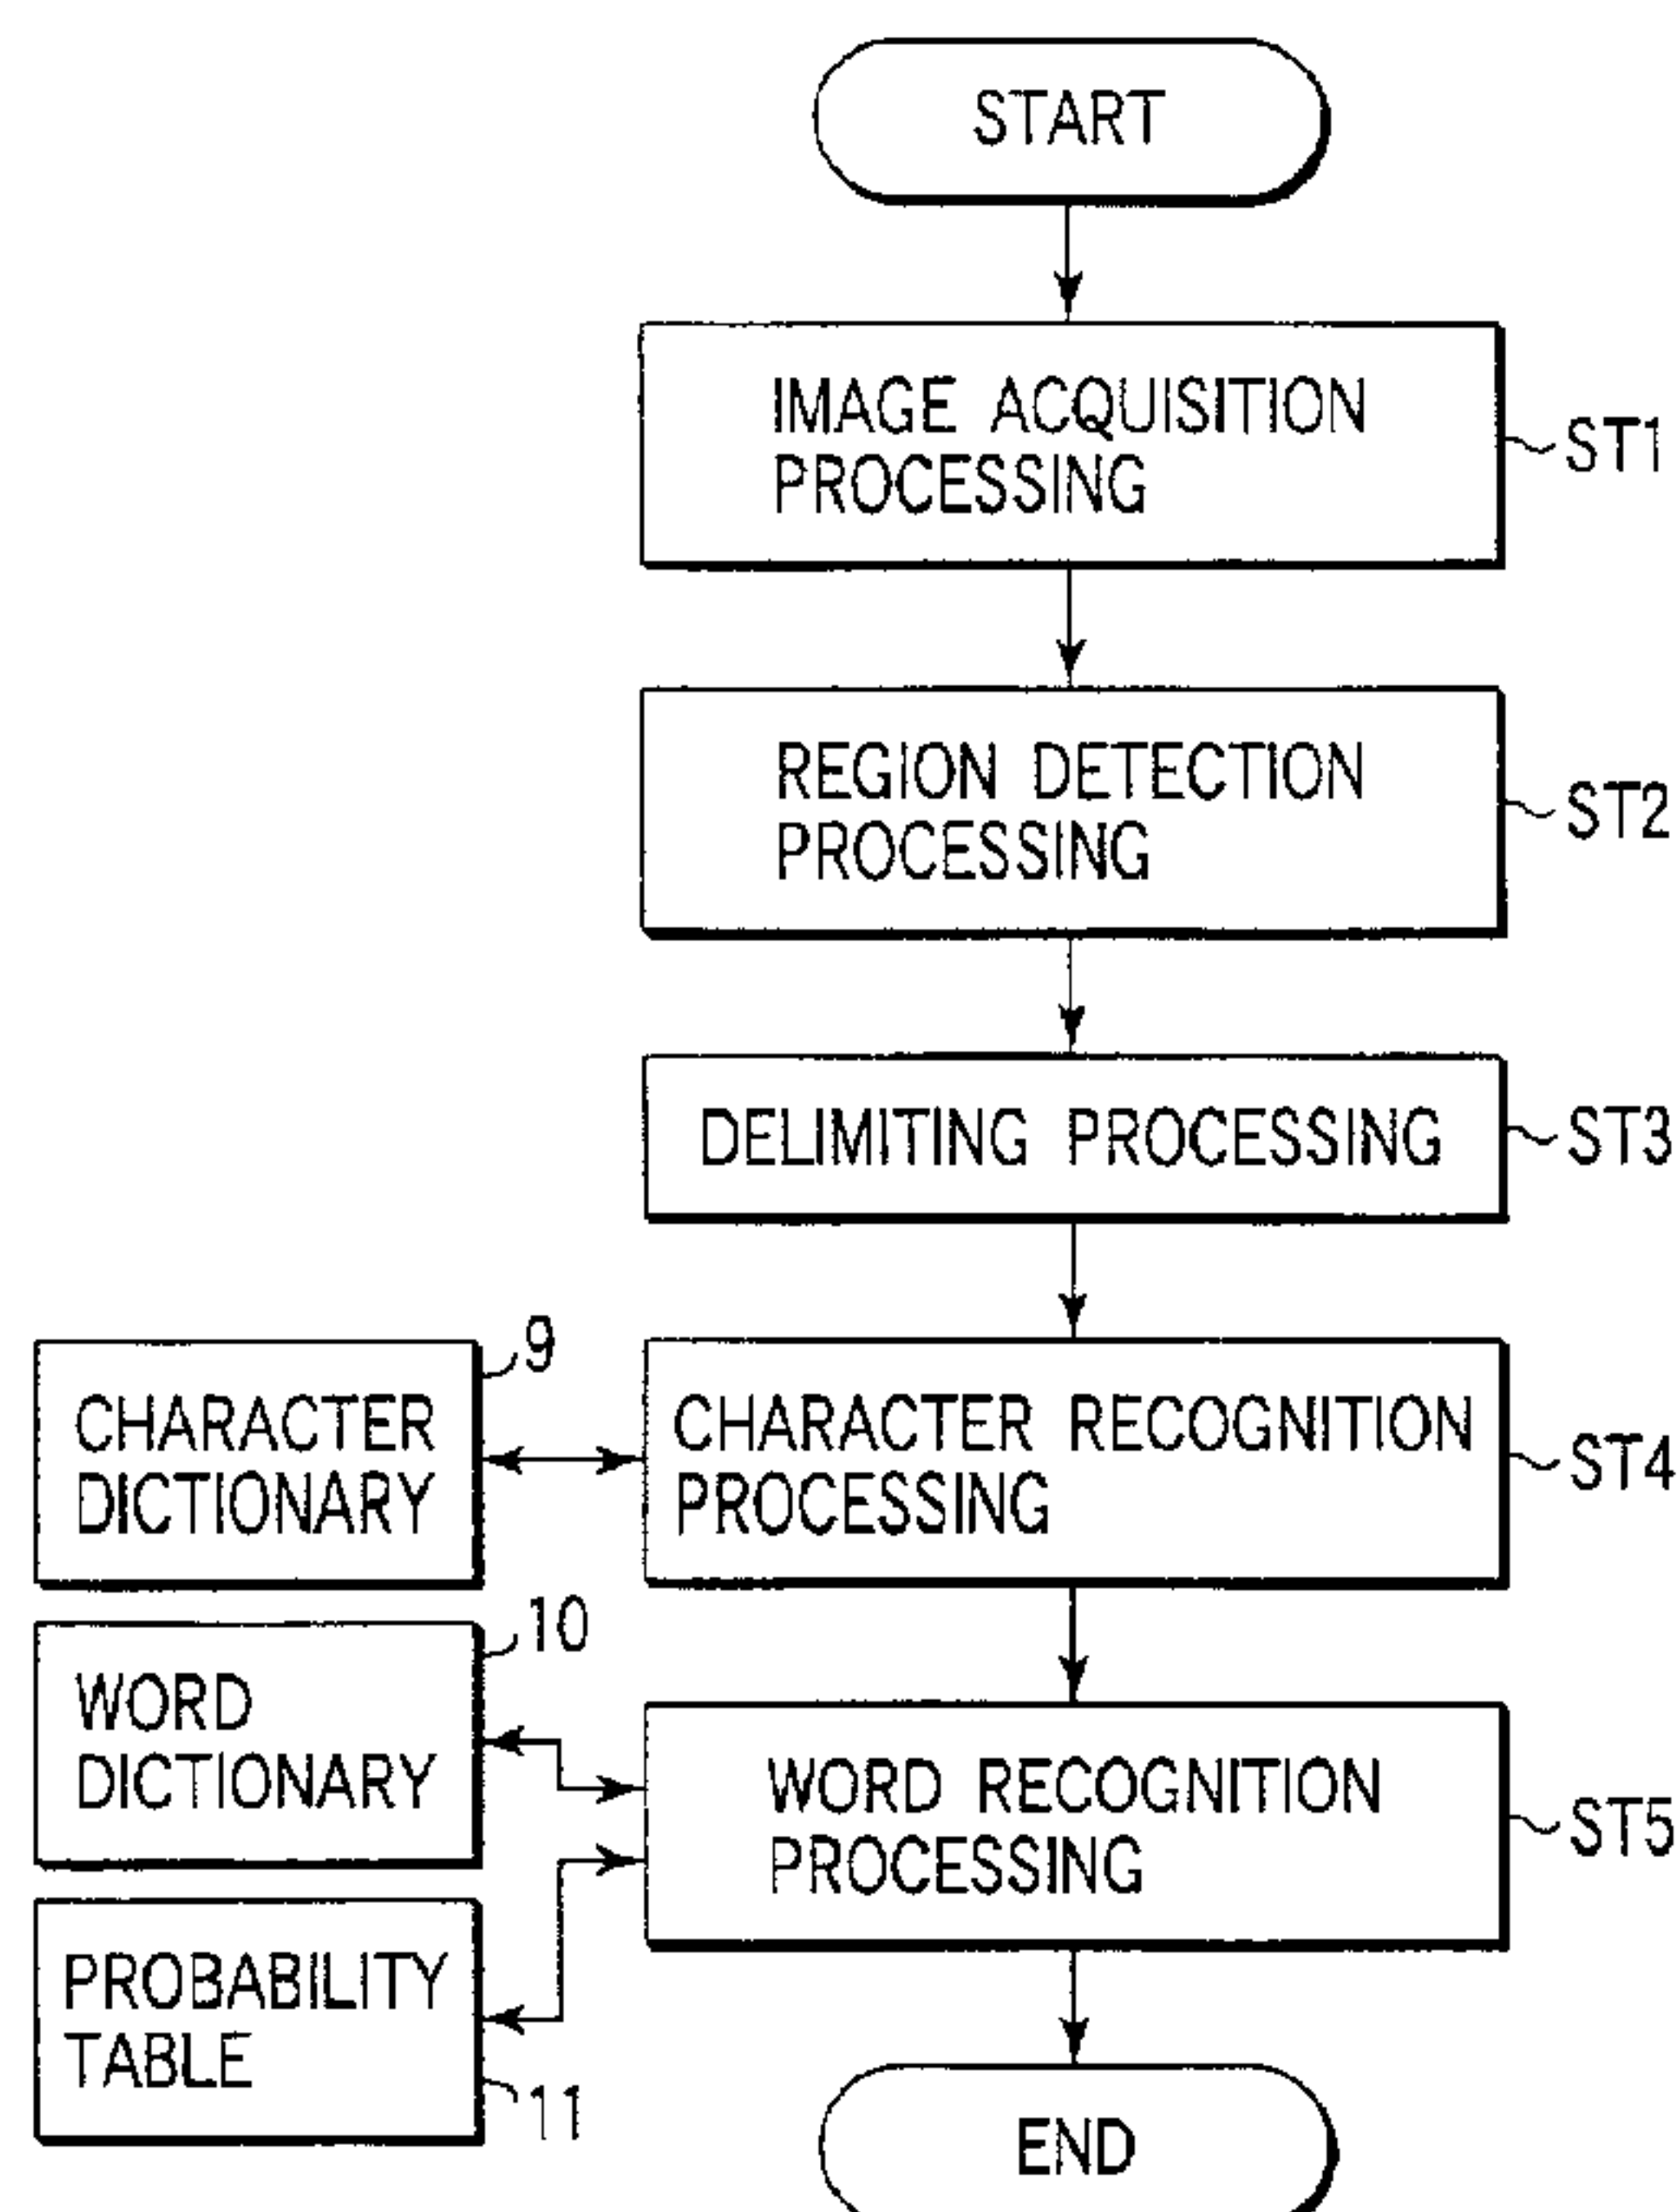 START
IMAGE ACQUISITION
PROCESSING
ST1
REGION DETECTION
PROCESSING
ST2
DELIMITING PROCESSING
ST3
9
CHARACTER
DICTIONARY
CHARACTER RECOGNITION
PROCESSING
ST4
10
WORD
DICTIONARY
WORD RECOGNITION
PROCESSING
ST5
PROBABILITY
TABLE
11
END